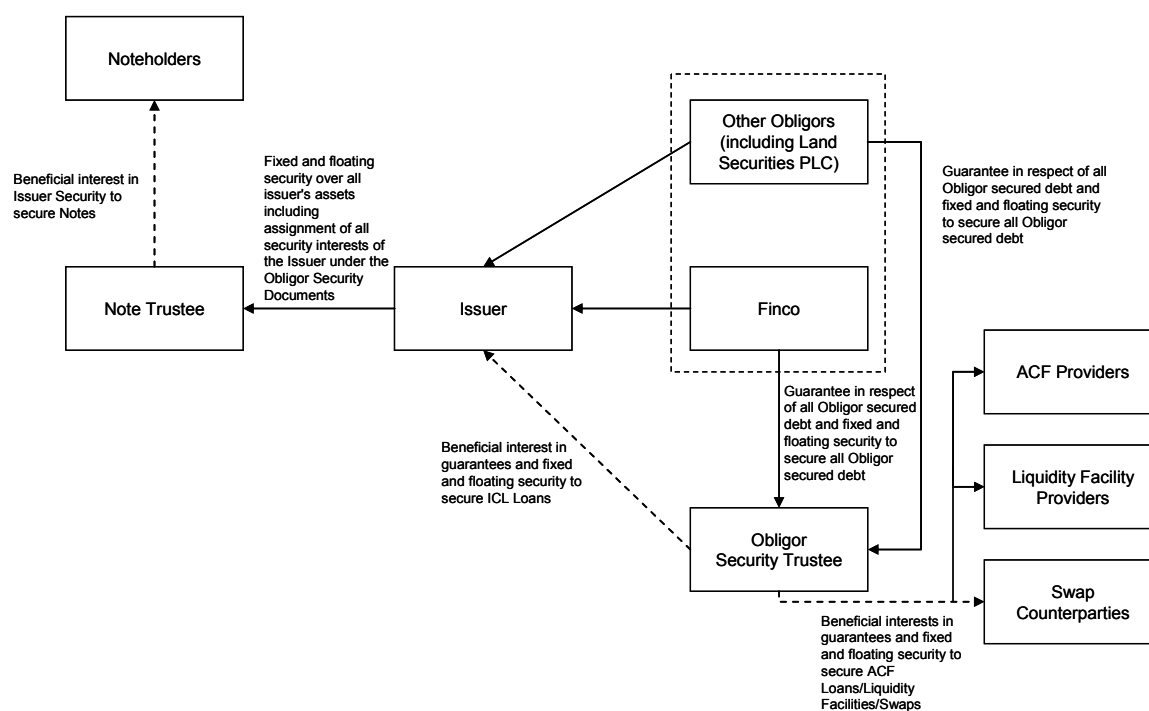 Noteholders
Other Obligors
(including Land
Securities PLC)
Fixed and floating
security over all
issuer's assets
including
assignment of all
security interests of
the Issuer under the
Obligor Security
Documents
Beneficial interest in
Issuer Security to
secure Notes
Guarantee in respect of all
Obligor secured debt and
fixed and floating security
to secure all Obligor
secured debt
Note Trustee
Issuer
Finco
ACF Providers
Guarantee in respect
of all Obligor secured
debt and fixed and
floating security to
secure all Obligor
secured debt
Beneficial interest in
guarantees and fixed
and floating security to
secure ICL Loans
Liquidity Facility
Providers
Obligor
Security Trustee
Swap
Counterparties
Beneficial interests in
guarantees and fixed
and floating security to
secure ACF
Loans/Liquidity
Facilities/Swaps